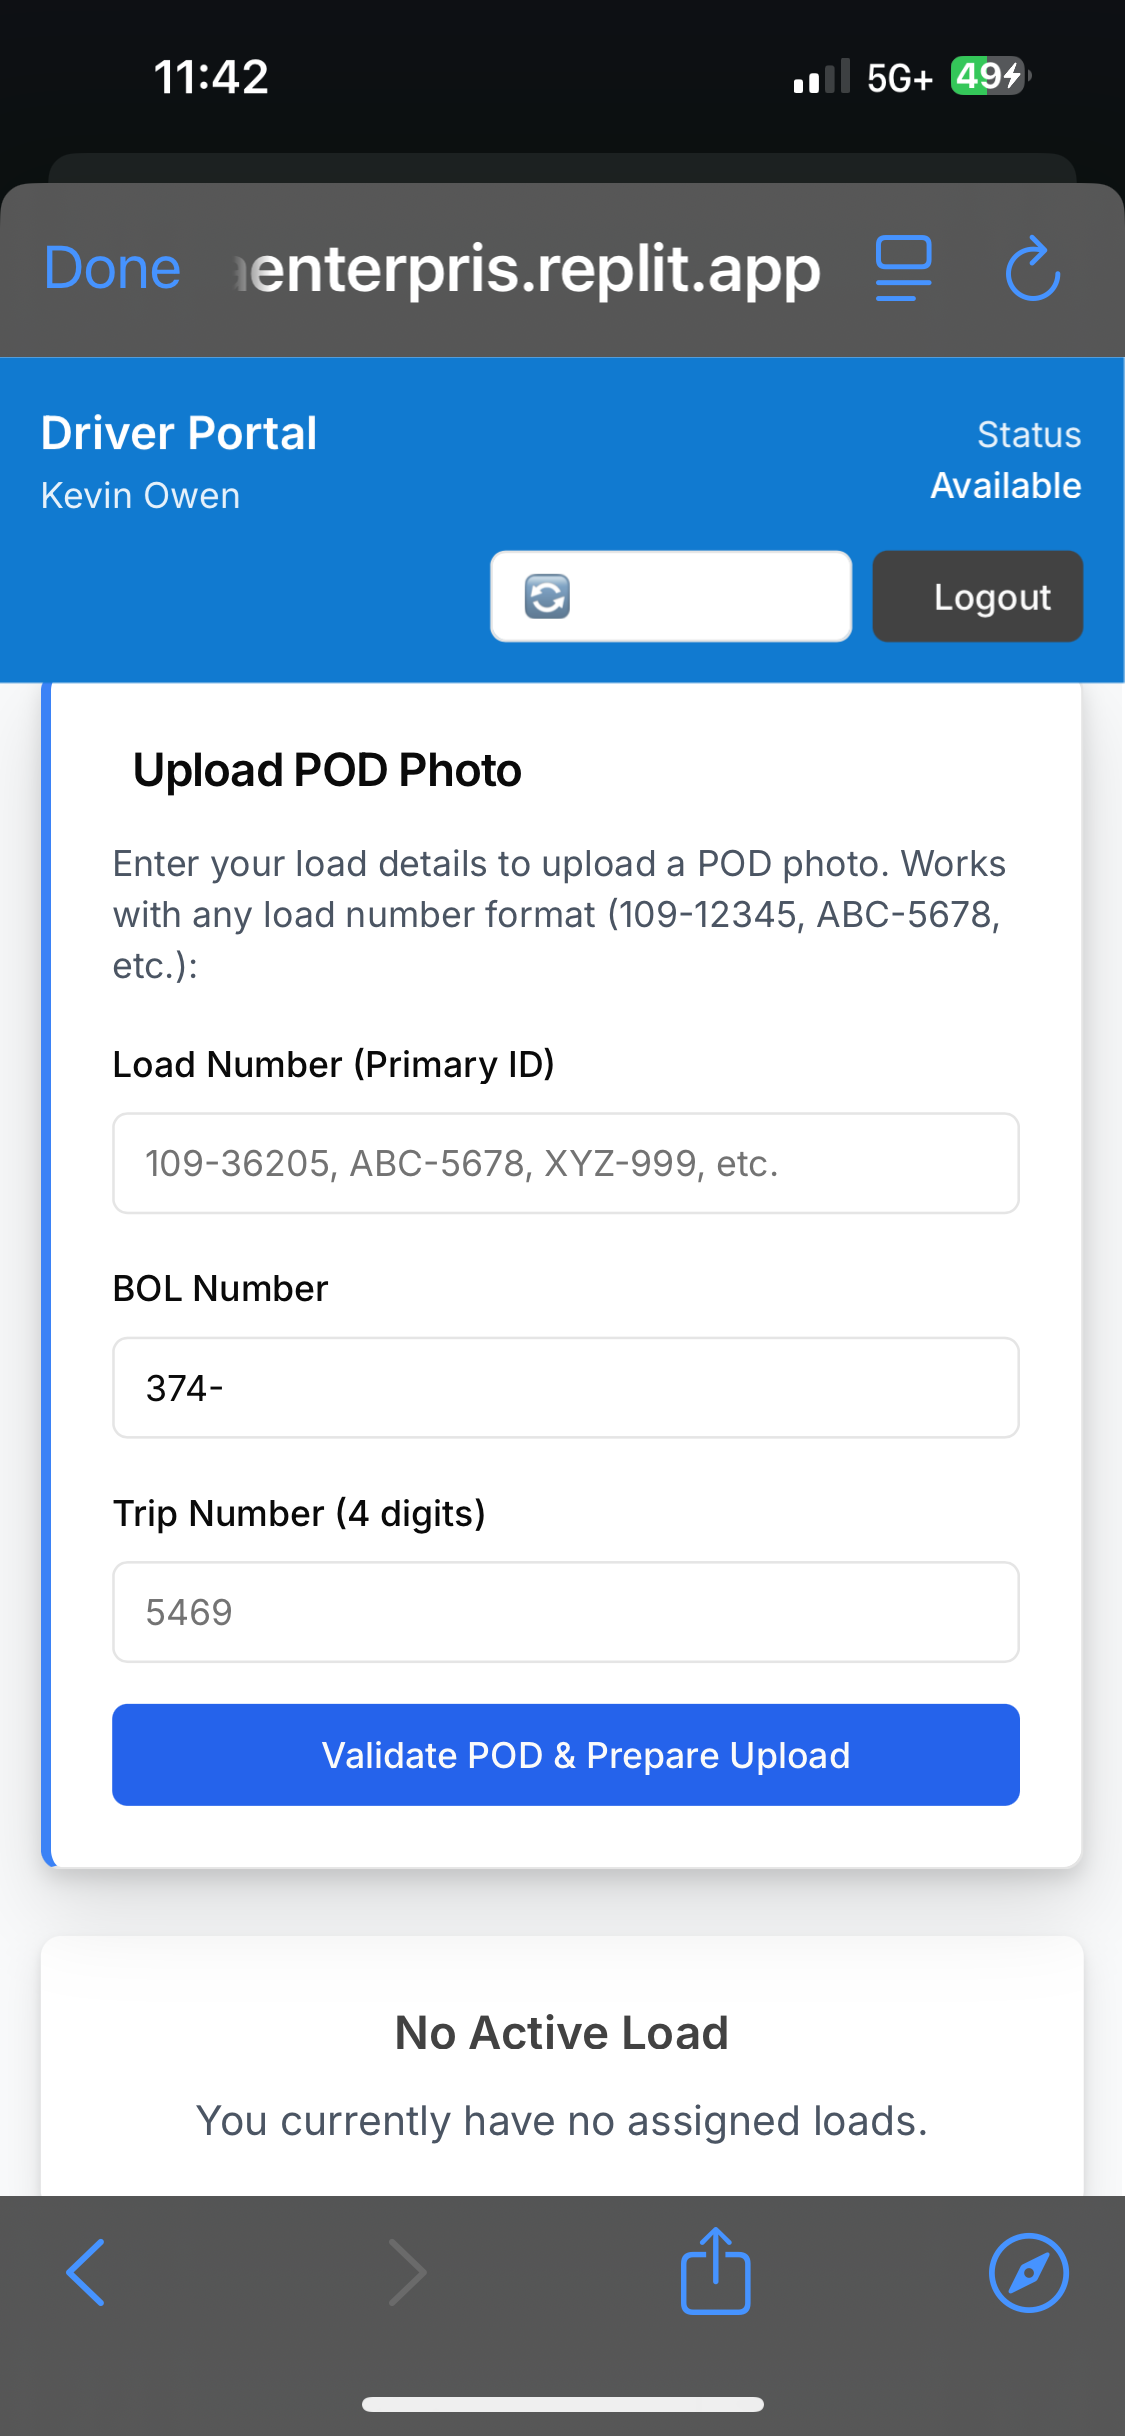 11:42
5G+ 49
Done
enterpris.replit.app
Driver Portal
Status
Kevin Owen
Available
Logout
Upload POD Photo
Enter your load details to upload a POD photo. Works
with any load number format (109-12345, ABC-5678,
etc.):
Load Number (Primary ID)
109-36205, ABC-5678, XYZ-999, etc.
BOL Number
374-
Trip Number (4 digits)
5469
Validate POD & Prepare Upload
No Active Load
You currently have no assigned loads.